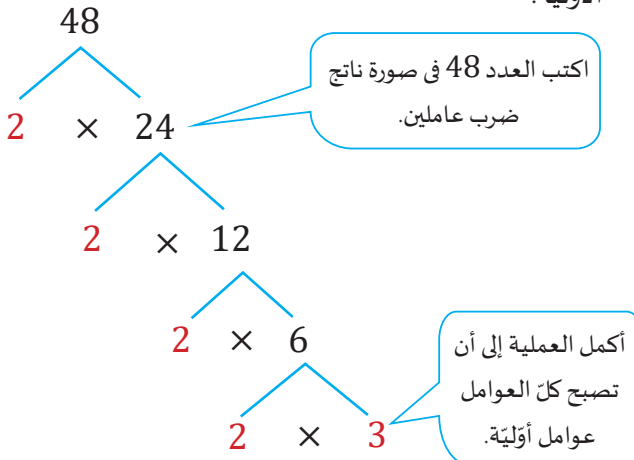 48
اكتب العدد 48 فى صورة ناتج
ضرب عاملين.
2 × 24
2 × 12
2 × 6
أكمل العملية إلى أن
تصبح كلّ العوامل
عوامل أوّليّة.
2 × 3